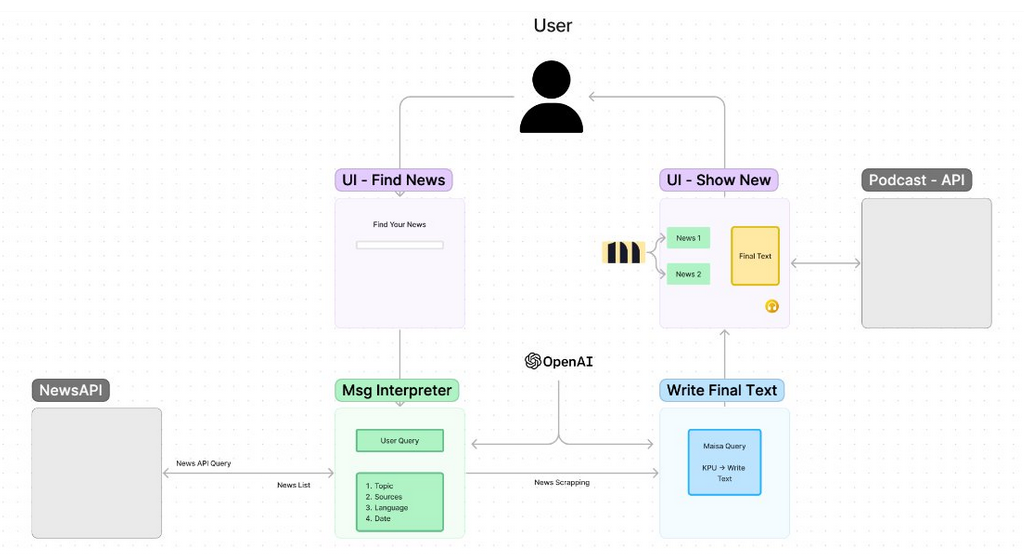 User
UI - Find News
UI - Show New
Podcast - API
Find Your News
News 1
News 2
Final Text
OpenAI
NewsAPI
Msg Interpreter
Write Final Text
News API Query
News List
User Query
1. Topic
2. Sources
3. Language
4. Date
News Scrapping
Maisa Query
KPU → Write
Text